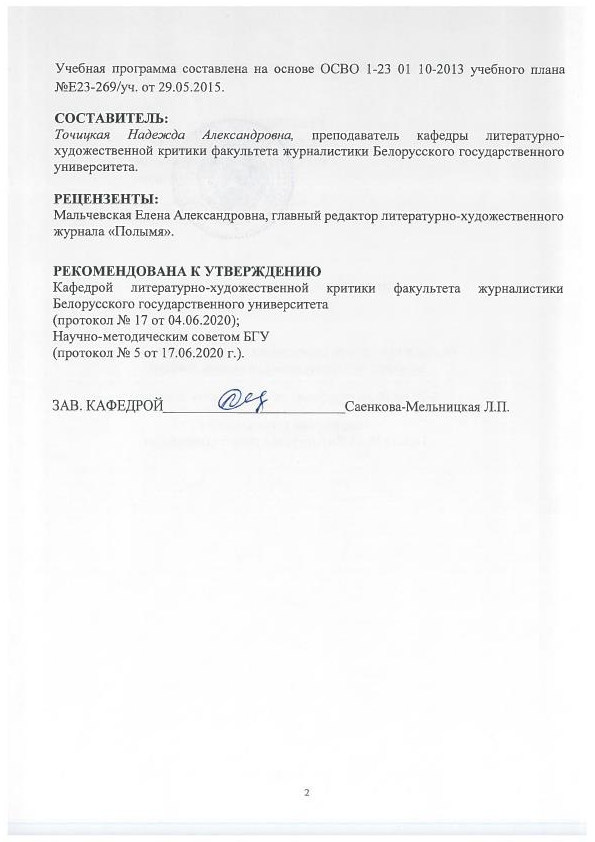 Учебная программа составлена на основе ОСВО 1-23 01 10-2013 учебного плана
№Е23-269/уч. от 29.05.2015.
СОСТАВИТЕЛЬ:
Точицкая Надежда Александровна, преподаватель кафедры литературно-
художественной критики факультета журналистики Белорусского государственного
университета.
РЕЦЕНЗЕНТЫ:
Мальчевская Елена Александровна, главный редактор литературно-художественного
журнала «Полымя».
РЕКОМЕНДОВАНА К УТВЕРЖДЕНИЮ
Кафедрой литературно-художественной критики факультета журналистики
Белорусского государственного университета
(протокол № 17 от 04.06.2020);
Научно-методическим советом БГУ
(протокол № 5 от 17.06.2020 г.).
ЗАВ. КАФЕДРОЙ__________________________Саенкова-Мельницкая Л.П.
2